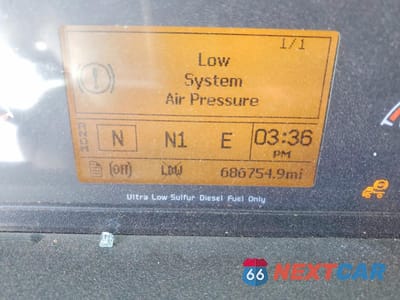 1/1
Low
System
Air Pressure
N N1 E 03:36
PM
(Off) LDW 686754.9mi
Ultra Low Sulfur Diesel Fuel Only
66 NEXTCAR